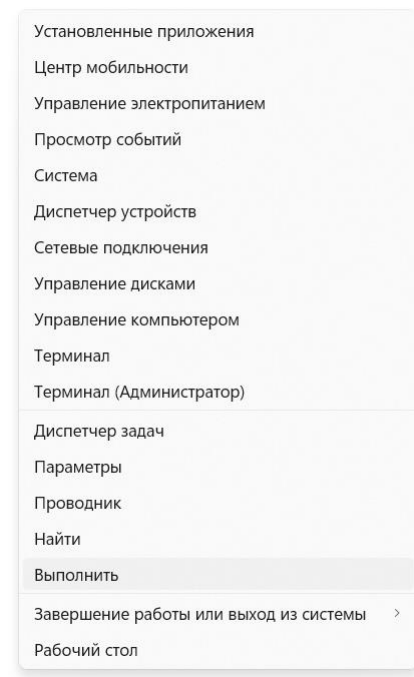 Установленные приложения
Центр мобильности
Управление электропитанием
Просмотр событий
Система
Диспетчер устройств
Сетевые подключения
Управление дисками
Управление компьютером
Терминал
Терминал (Администратор)
Диспетчер задач
Параметры
Проводник
Найти
Выполнить
Завершение работы или выход из системы
Рабочий стол